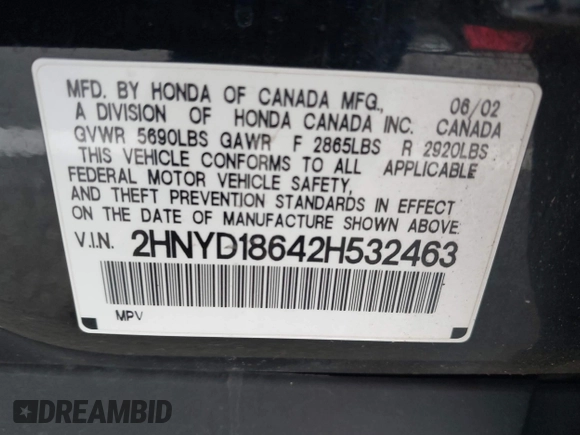 MFD. BY HONDA OF CANADA MFG., 06/02
A DIVISION OF HONDA CANADA INC. CANADA
GVWR 5690LBS GAWR F 2865LBS R 2920LBS
THIS VEHICLE CONFORMS TO ALL APPLICABLE
FEDERAL MOTOR VEHICLE SAFETY,
AND THEFT PREVENTION STANDARDS IN EFFECT
ON THE DATE OF MANUFACTURE SHOWN ABOVE.
V.I.N. 2HNYD18642H532463
MPV
DREAMBID